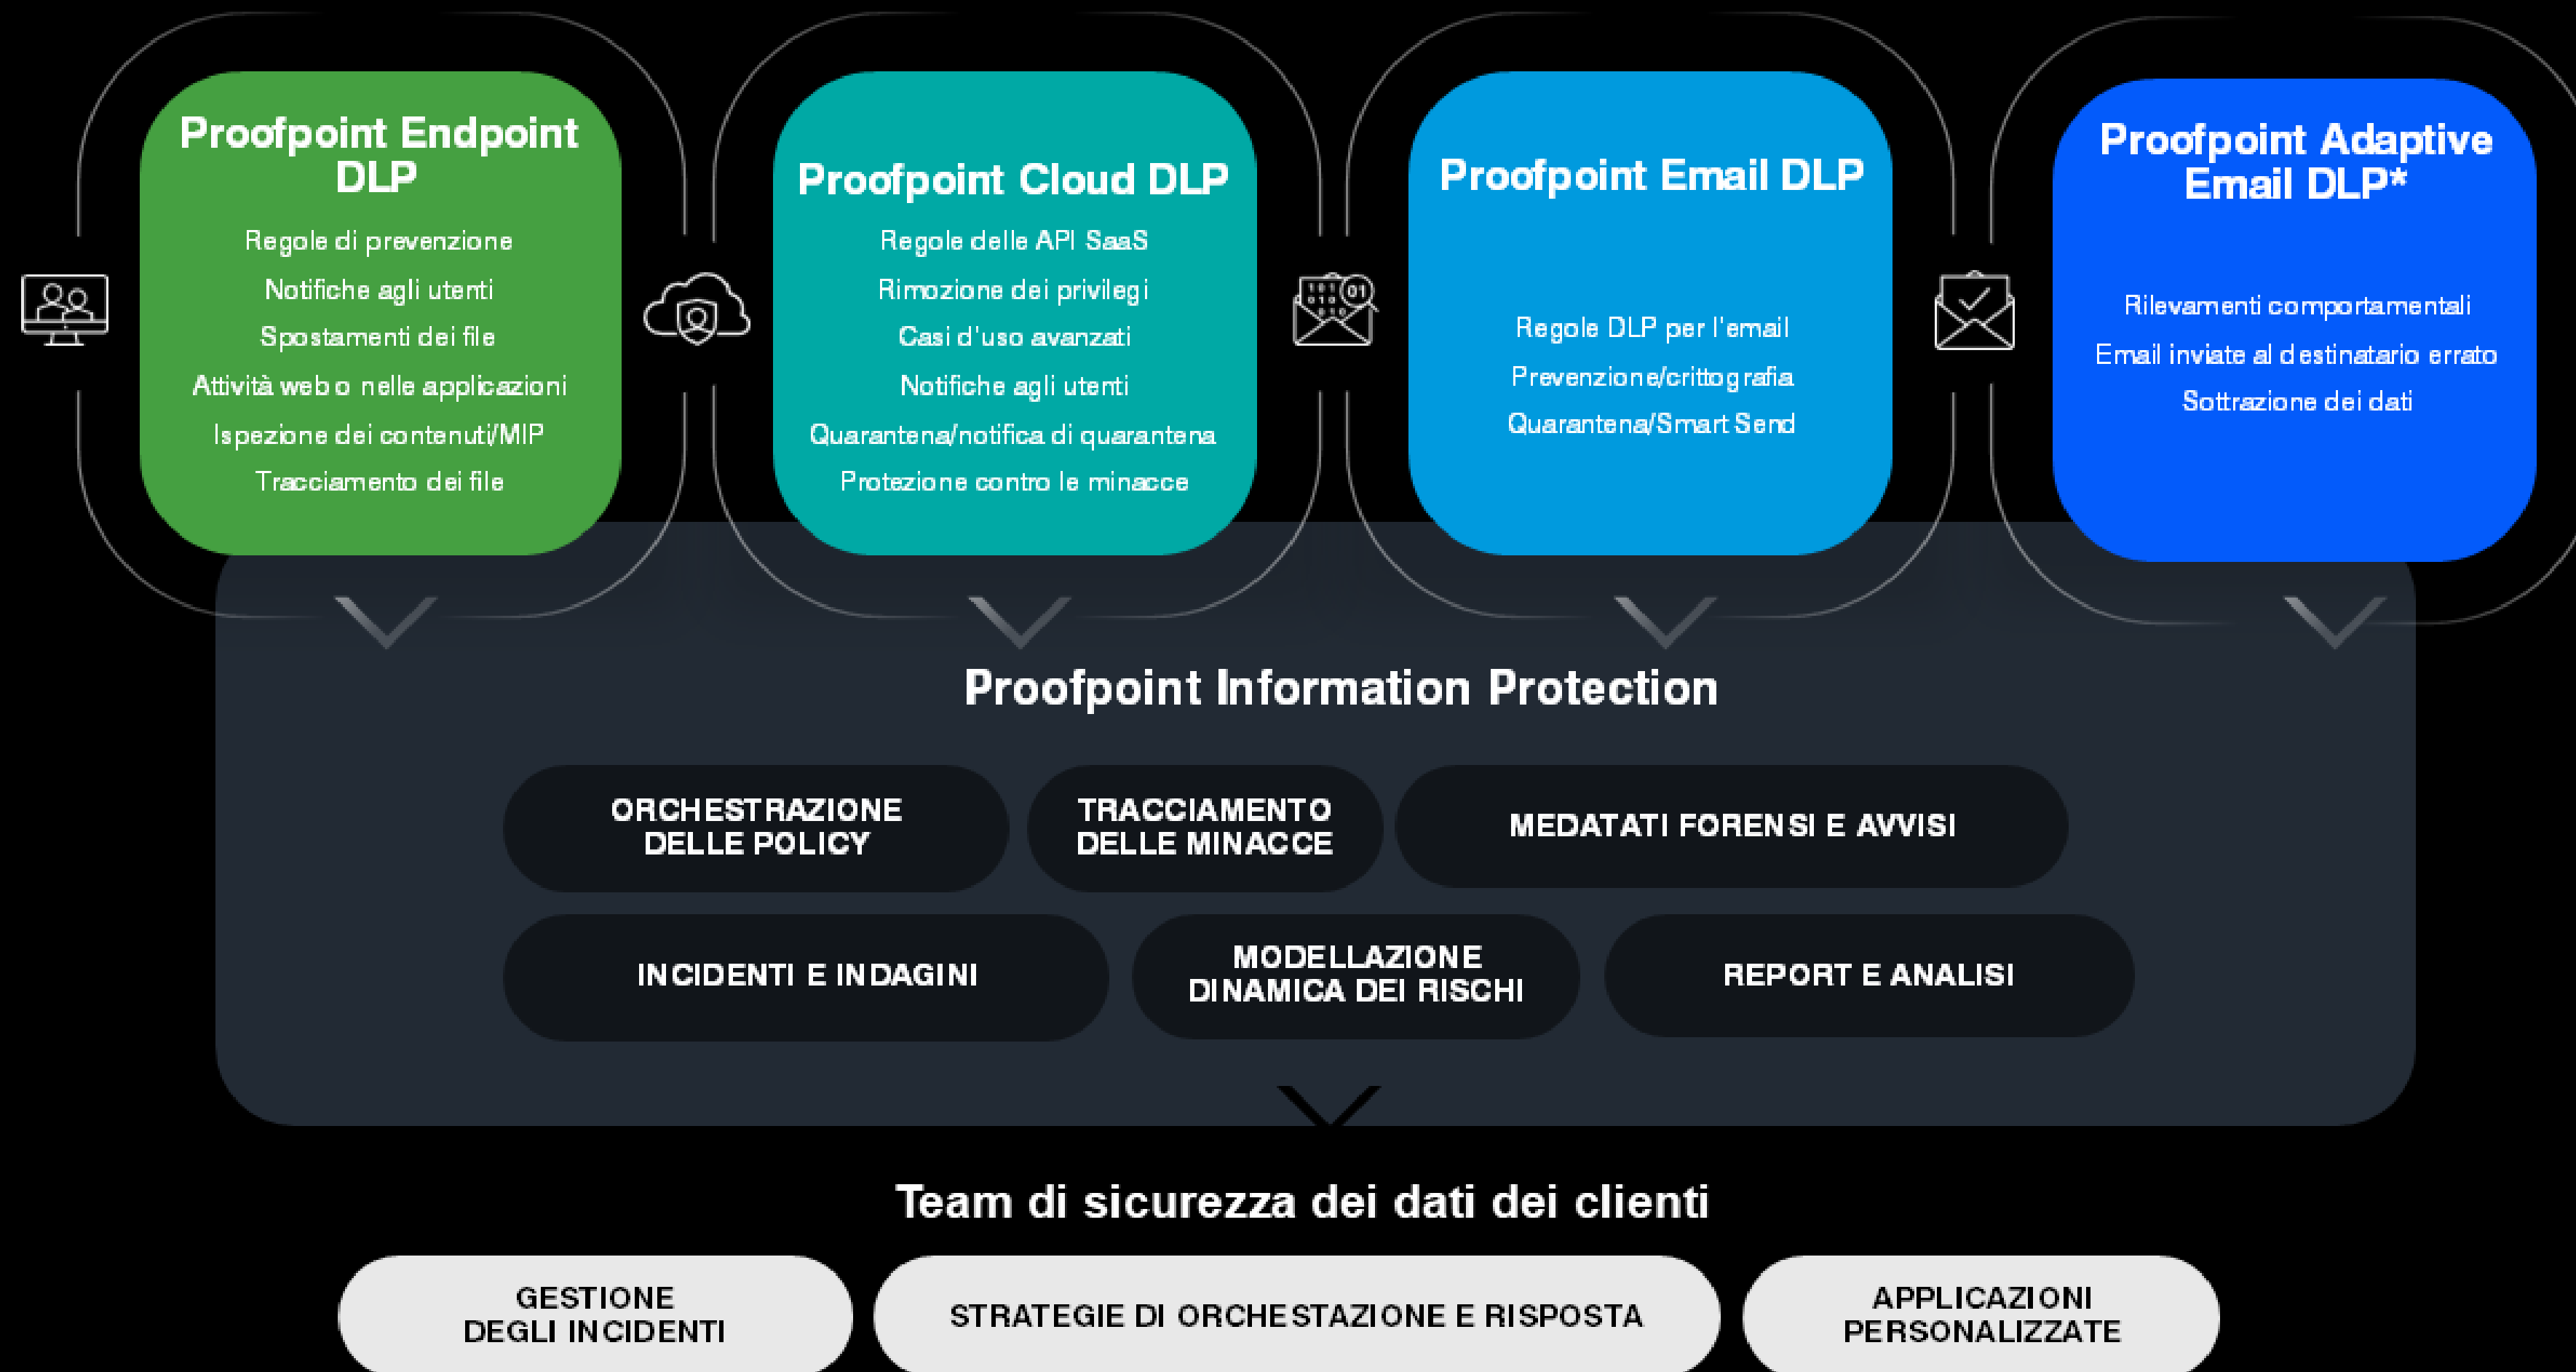 Proofpoint Endpoint
DLP
Regole di prevenzione
Notifiche agli utenti
Spostamenti dei file
Attività web o nelle applicazioni
Ispezione dei contenuti/MIP
Tracciamento dei file
Proofpoint Cloud DLP
Regole delle API SaaS
Rimozione dei privilegi
Casi d'uso avanzati
Notifiche agli utenti
Quarantena/notifica di quarantena
Protezione contro le minacce
101
010
010
01
Proofpoint Email DLP
Regole DLP per l'email
Prevenzione/crittografia
Quarantena/Smart Send
Proofpoint Adaptive
Email DLP*
Rilevamenti comportamentali
Email inviate al destinatario errato
Sottrazione dei dati
Proofpoint Information Protection
ORCHESTRAZIONE
DELLE POLICY
TRACCIAMENTO
DELLE MINACCE
MEDATATI FORENSI E AVVISI
INCIDENTI E INDAGINI
MODELLAZIONE
DINAMICA DEI RISCHI
REPORT E ANALISI
Team di sicurezza dei dati dei clienti
GESTIONE
DEGLI INCIDENTI
STRATEGIE DI ORCHESTAZIONE E RISPOSTA
APPLICAZIONI
PERSONALIZZATE